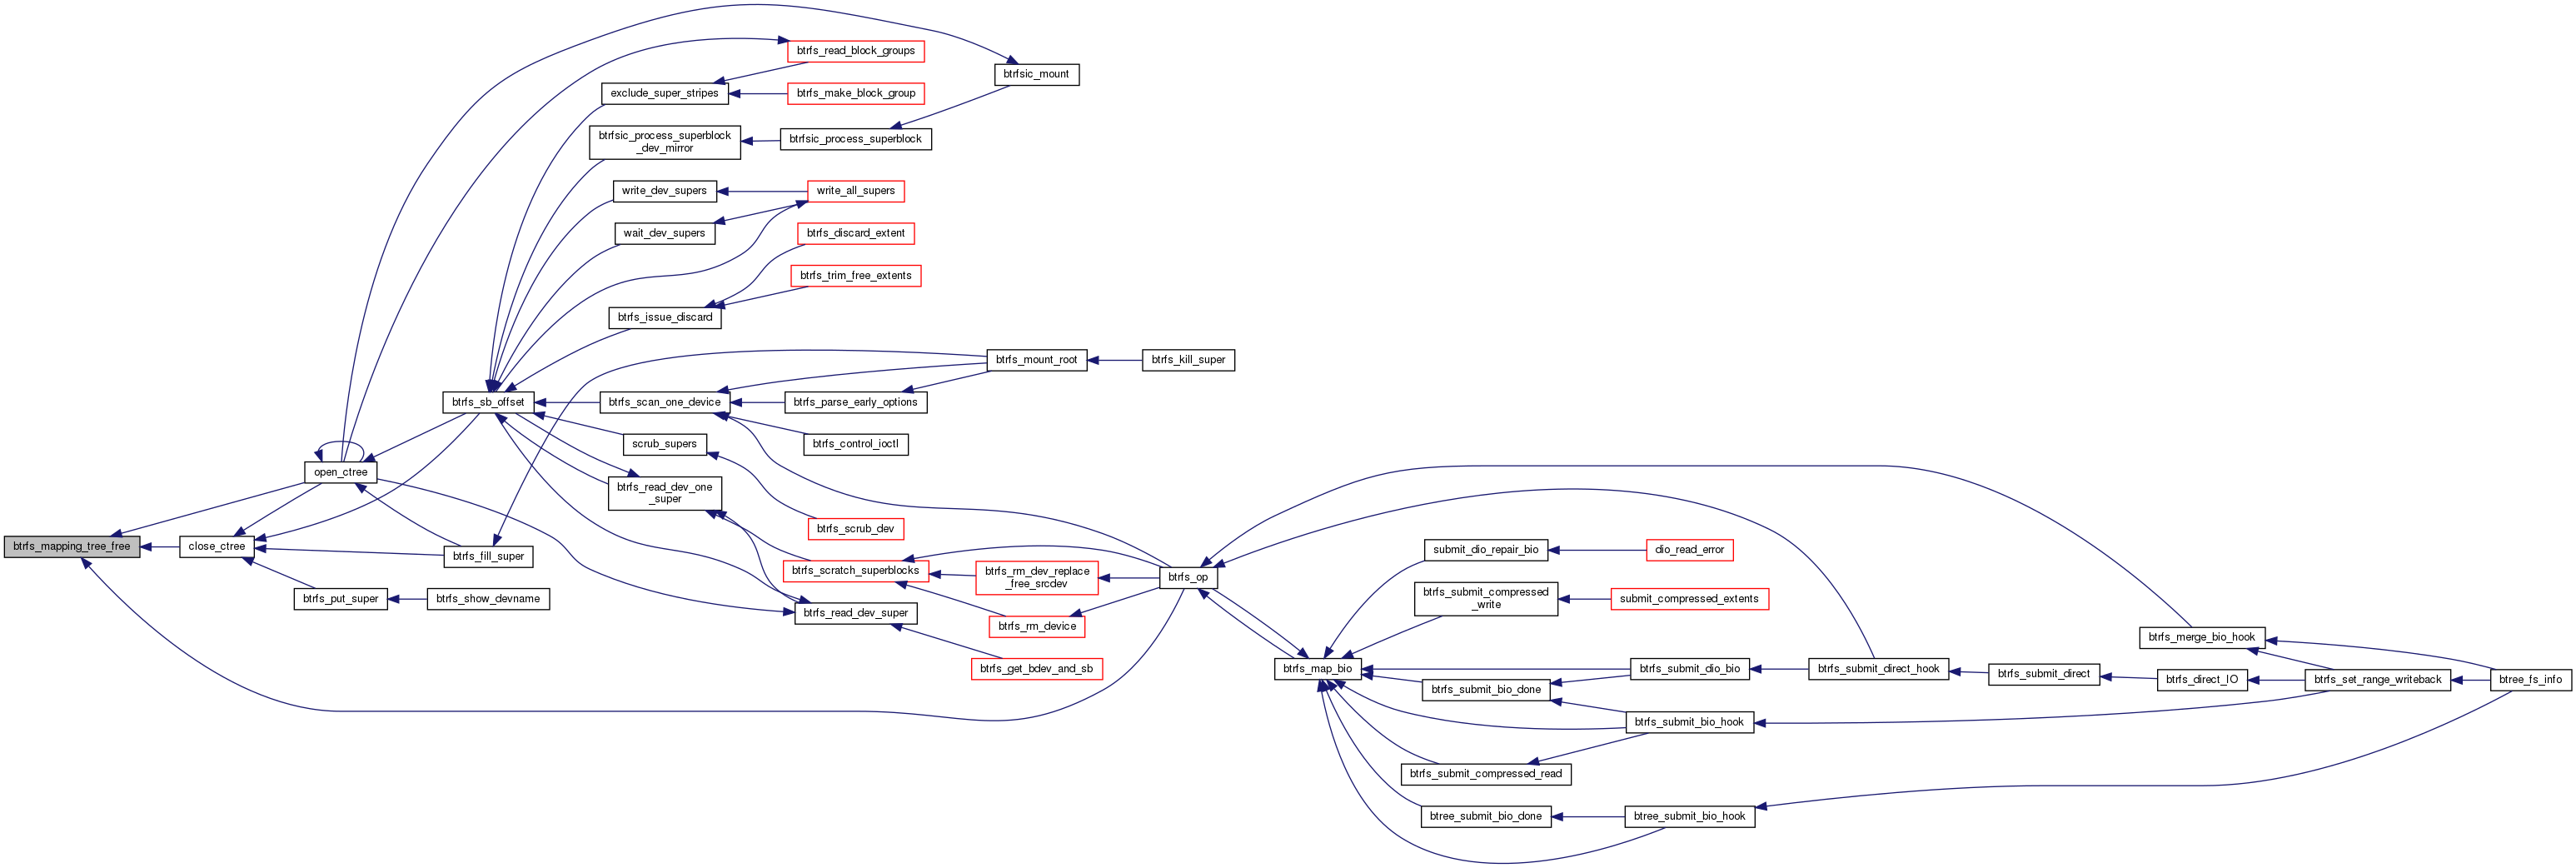 btrfs_read_block_groups
btrfsic_mount
exclude_super_stripes
btrfs_make_block_group
btrfsic_process_superblock
_dev_mirror
btrfsic_process_superblock
write_dev_supers
write_all_supers
wait_dev_supers
btrfs_discard_extent
btrfs_trim_free_extents
btrfs_issue_discard
btrfs_mount_root
btrfs_kill_super
btrfs_sb_offset
btrfs_scan_one_device
btrfs_parse_early_options
scrub_supers
btrfs_control_ioctl
open_ctree
btrfs_read_dev_one
_super
btrfs_scrub_dev
btrfs_mapping_tree_free
close_ctree
btrfs_fill_super
submit_dio_repair_bio
dio_read_error
btrfs_scratch_superblocks
btrfs_rm_dev_replace
_free_srcdev
btrfs_op
btrfs_put_super
btrfs_show_devname
btrfs_submit_compressed
_write
submit_compressed_extents
btrfs_read_dev_super
btrfs_rm_device
btrfs_merge_bio_hook
btrfs_get_bdev_and_sb
btrfs_map_bio
btrfs_submit_dio_bio
btrfs_submit_direct_hook
btrfs_submit_direct
btrfs_direct_IO
btrfs_set_range_writeback
btree_fs_info
btrfs_submit_bio_done
btrfs_submit_bio_hook
btrfs_submit_compressed_read
btree_submit_bio_done
btree_submit_bio_hook